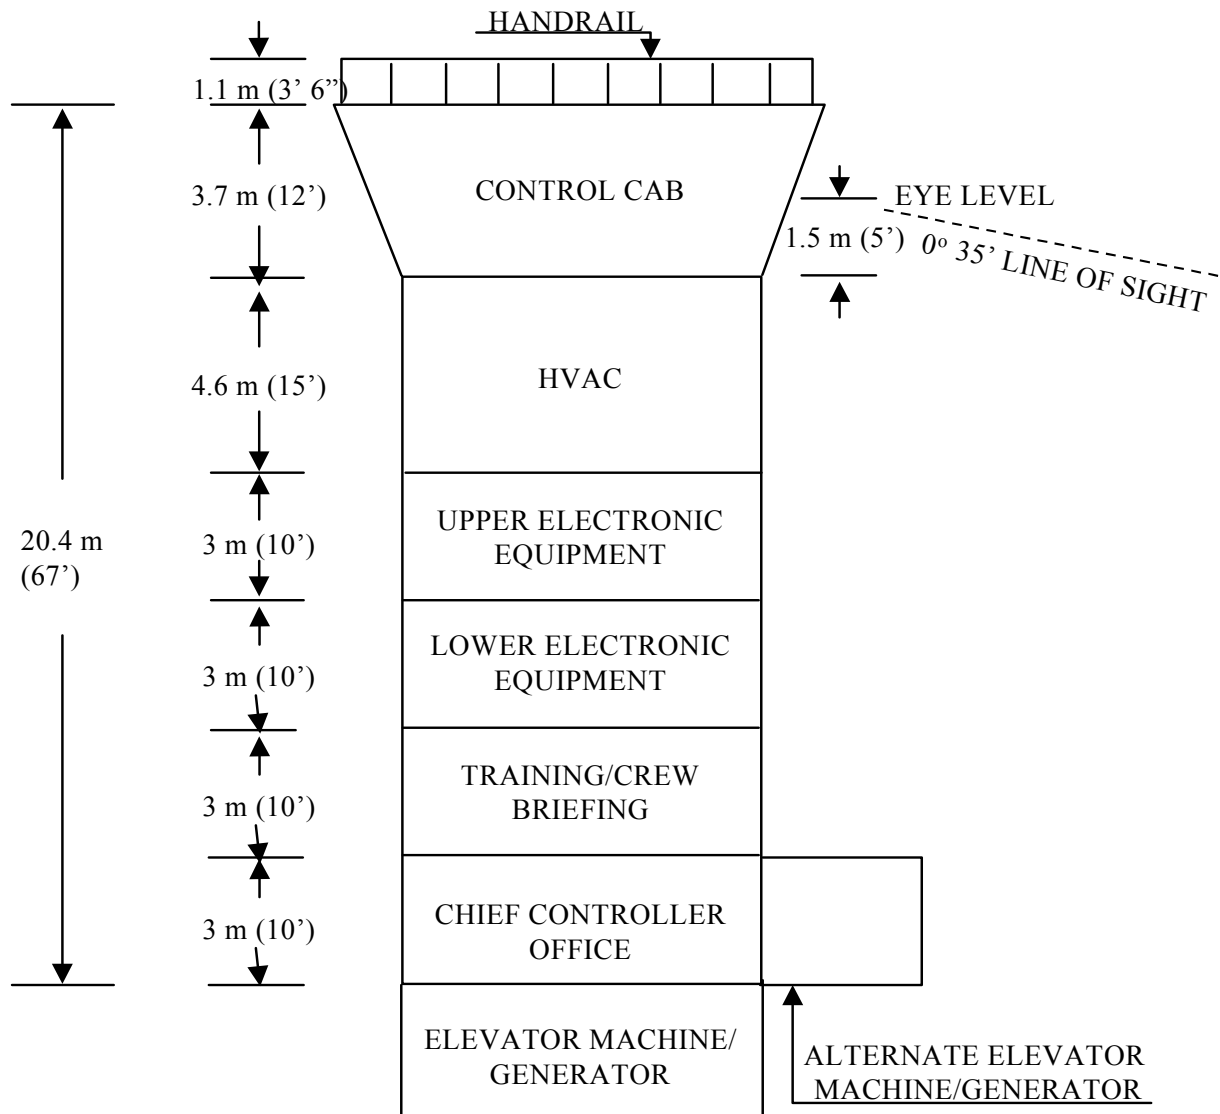 HANDRAIL
1.1 m (3’ 6”)
3.7 m (12’)
CONTROL CAB
EYE LEVEL
1.5 m (5’)
0º 35’ LINE OF SIGHT
4.6 m (15’)
HVAC
20.4 m
(67’)
3 m (10’)
UPPER ELECTRONIC
EQUIPMENT
3 m (10’)
LOWER ELECTRONIC
EQUIPMENT
3 m (10’)
TRAINING/CREW
BRIEFING
3 m (10’)
CHIEF CONTROLLER
OFFICE
ELEVATOR MACHINE/
GENERATOR
ALTERNATE ELEVATOR
MACHINE/GENERATOR